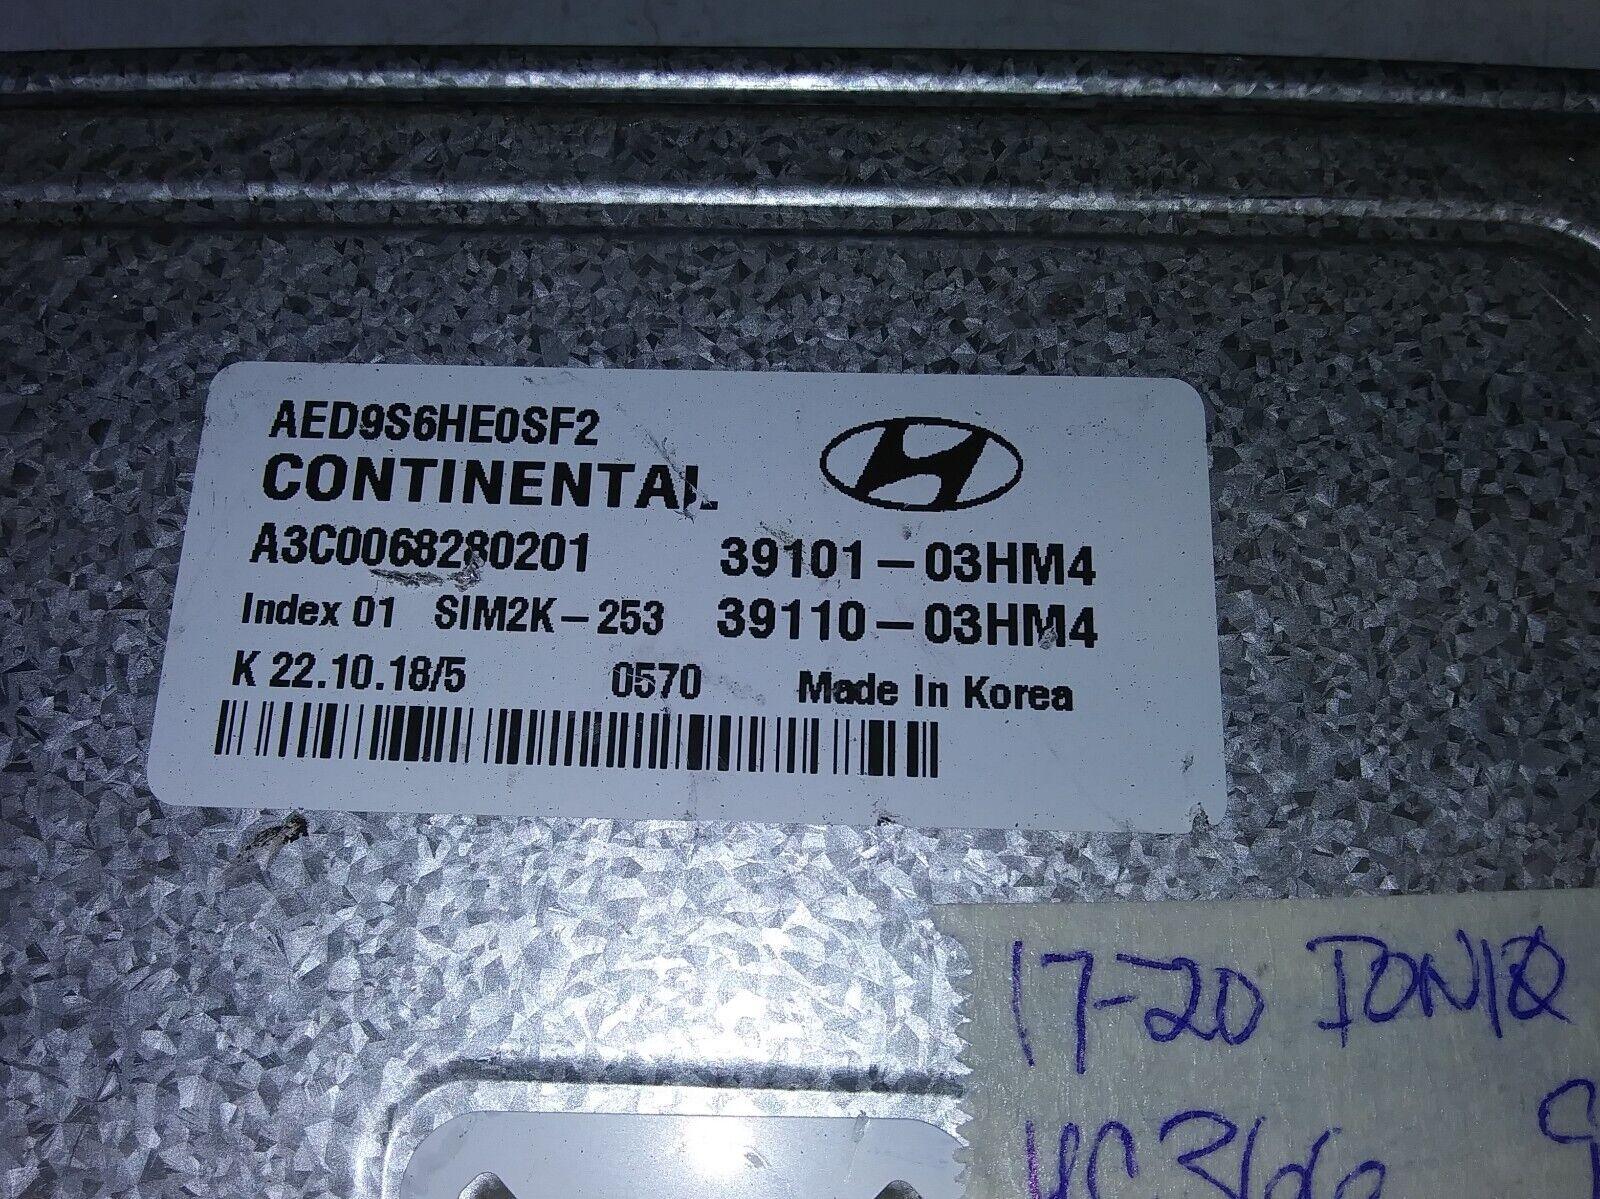 AED9S6HE0SF2
CONTINENTAL
A3C0068280201 39101-03HM4
Index 01 SIM2K-253 39110-03HM4
K 22.10.18/5 0570 Made In Korea
17-20 IONIQ